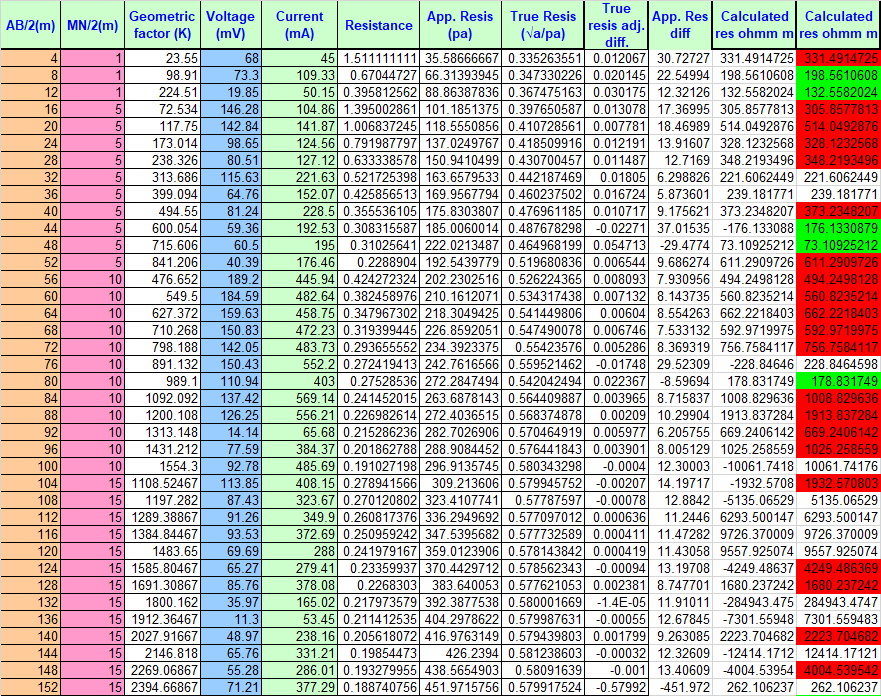 AB/2(m) MN/2(m) Geometric factor (K) Voltage (mV) Current (mA) Resistance App. Resis (pa) True Resis (√a/pa) True resis adj. diff. App. Res diff Calculated res ohmm m Calculated res ohmm m
4 1 23.55 68 45 1.511111111 35.58666667 0.335263551 0.012067 30.72727 331.4914725 331.4914725
8 1 98.91 73.3 109.33 0.67044727 66.31393945 0.347330226 0.020145 22.54994 198.5610608 198.5610608
12 1 224.51 19.85 50.15 0.395812562 88.86387836 0.367475163 0.030175 12.32126 132.5582024 132.5582024
16 5 72.534 146.28 104.86 1.395002861 101.1851375 0.397650587 0.013078 17.36995 305.8577813 305.8577813
20 5 117.75 142.84 141.87 1.006837245 118.5550856 0.410728561 0.007781 18.46989 514.0492876 514.0492876
24 5 173.014 98.65 124.56 0.791987797 137.0249767 0.418509916 0.012191 13.91607 328.1232568 328.1232568
28 5 238.326 80.51 127.12 0.633338578 150.9410499 0.430700457 0.011487 12.7169 348.2193496 348.2193496
32 5 313.686 115.63 221.63 0.521725398 163.6579533 0.442187469 0.01805 6.298826 221.6062449 221.6062449
36 5 399.094 64.76 152.07 0.425856513 169.9567794 0.460237502 0.016724 5.873601 239.181771 239.181771
40 5 494.55 81.24 228.5 0.355536105 175.8303807 0.476961185 0.010717 9.175621 373.2348207 373.2348207
44 5 600.054 59.36 192.53 0.308315587 185.0060014 0.487678298 -0.02271 37.01535 -176.133088 176.1330879
48 5 715.606 60.5 195 0.31025641 222.0213487 0.464968199 0.054713 -29.4774 73.10925212 73.10925212
52 5 841.206 40.39 176.46 0.2288904 192.5439779 0.519680836 0.006544 9.686274 611.2909726 611.2909726
56 10 476.652 189.2 445.94 0.424272324 202.2302516 0.526224365 0.008093 7.930956 494.2498128 494.2498128
60 10 549.5 184.59 482.64 0.382458976 210.1612071 0.534317438 0.007132 8.143735 560.8235214 560.8235214
64 10 627.372 159.63 458.75 0.347967302 218.3049425 0.541449806 0.00604 8.554263 662.2218403 662.2218403
68 10 710.268 150.83 472.23 0.319399445 226.8592051 0.547490078 0.006746 7.533132 592.9719975 592.9719975
72 10 798.188 142.05 483.73 0.293655552 234.3923375 0.55423576 0.005286 8.369319 756.7584117 756.7584117
76 10 891.132 150.43 552.2 0.272419413 242.7616566 0.559521462 -0.01748 29.52309 -228.84646 228.8464598
80 10 989.1 110.94 403 0.27528536 272.2847494 0.542042494 0.022367 -8.59694 178.831749 178.831749
84 10 1092.092 137.42 569.14 0.241452015 263.6878143 0.564409887 0.003965 8.715837 1008.829636 1008.829636
88 10 1200.108 126.25 556.21 0.226982614 272.4036515 0.568374878 0.00209 10.29904 1913.837284 1913.837284
92 10 1313.148 14.14 65.68 0.215286236 282.7026906 0.570464919 0.005977 6.205755 669.2406142 669.2406142
96 10 1431.212 77.59 384.37 0.201862788 288.9084452 0.576441843 0.003901 8.005129 1025.258559 1025.258559
100 10 1554.3 92.78 485.69 0.191027198 296.9135745 0.580343298 -0.0004 12.30003 -10061.7418 10061.74176
104 15 1108.52467 113.85 408.15 0.278941566 309.213606 0.579945752 -0.00207 14.19717 -1932.5708 1932.570803
108 15 1197.282 87.43 323.67 0.270120802 323.4107741 0.57787597 -0.00078 12.8842 -5135.06529 5135.06529
112 15 1289.38867 91.26 349.9 0.260817376 336.2949692 0.577097012 0.000636 11.2446 6293.500147 6293.500147
116 15 1384.84467 93.53 372.69 0.250959242 347.5395682 0.577732589 0.000411 11.47282 9726.370009 9726.370009
120 15 1483.65 69.69 288 0.241979167 359.0123906 0.578143842 0.000419 11.43058 9557.925074 9557.925074
124 15 1585.80467 65.27 279.41 0.23359937 370.4429712 0.578562343 -0.00094 13.19708 -4249.48637 4249.486369
128 15 1691.30867 85.76 378.08 0.2268303 383.640053 0.577621053 0.002381 8.747701 1680.237242 1680.237242
132 15 1800.162 35.97 165.02 0.217973579 392.3877538 0.580001669 -1.4E-05 11.91011 -284943.475 284943.4747
136 15 1912.36467 11.3 53.45 0.211412535 404.2978622 0.579987631 -0.00055 12.67845 -7301.55948 7301.559483
140 15 2027.91667 48.97 238.16 0.205618072 416.9763149 0.579439803 0.001799 9.263085 2223.704682 2223.704682
144 15 2146.818 65.76 331.21 0.19854473 426.2394 0.581238603 -0.00032 12.32609 -12414.1712 12414.17121
148 15 2269.06867 55.28 286.01 0.193279955 438.5654903 0.58091639 -0.001 13.40609 -4004.53954 4004.539542
152 15 2394.66867 71.21 377.29 0.188740756 451.9715756 0.579917524 -0.57992 -451.972 262.106237 262.106237